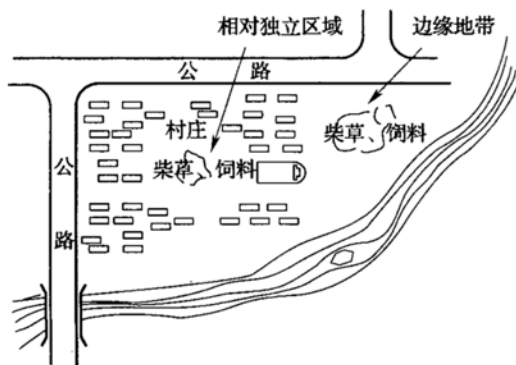 相对独立区域
边缘地带
公路
村庄
柴草、饲料
柴草、饲料
公路